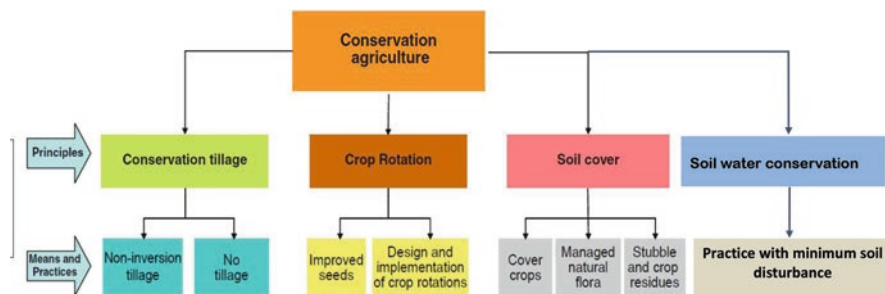 Conservation
agriculture
Principles
Conservation tillage
Crop Rotation
Soil cover
Soil water conservation
Means and
Practices
Non-inversion
tillage
No
tillage
Improved
seeds
Design and
implementation
of crop rotations
Cover
crops
Managed
natural
flora
Stubble
and crop
residues
Practice with minimum soil
disturbance